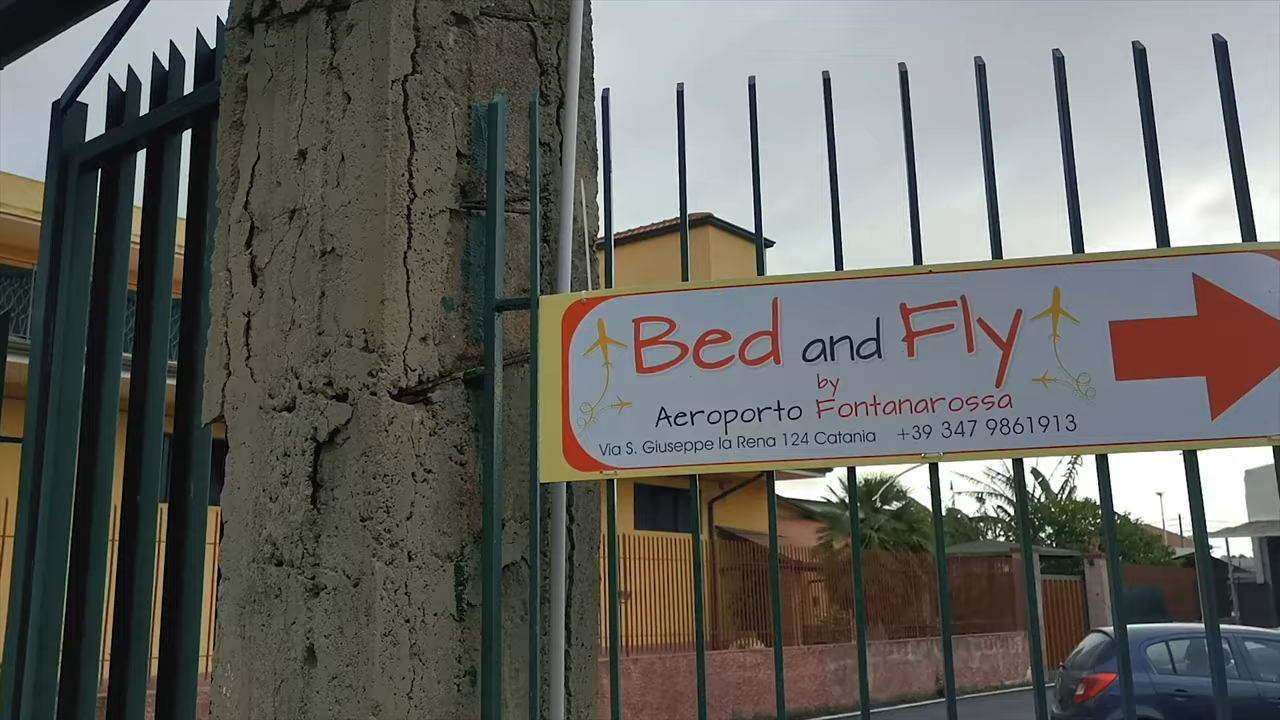 Bed and Fly
by
Aeroporto Fontanarossa
Via S. Giuseppe la Rena 124 Catania +39 347 9861913